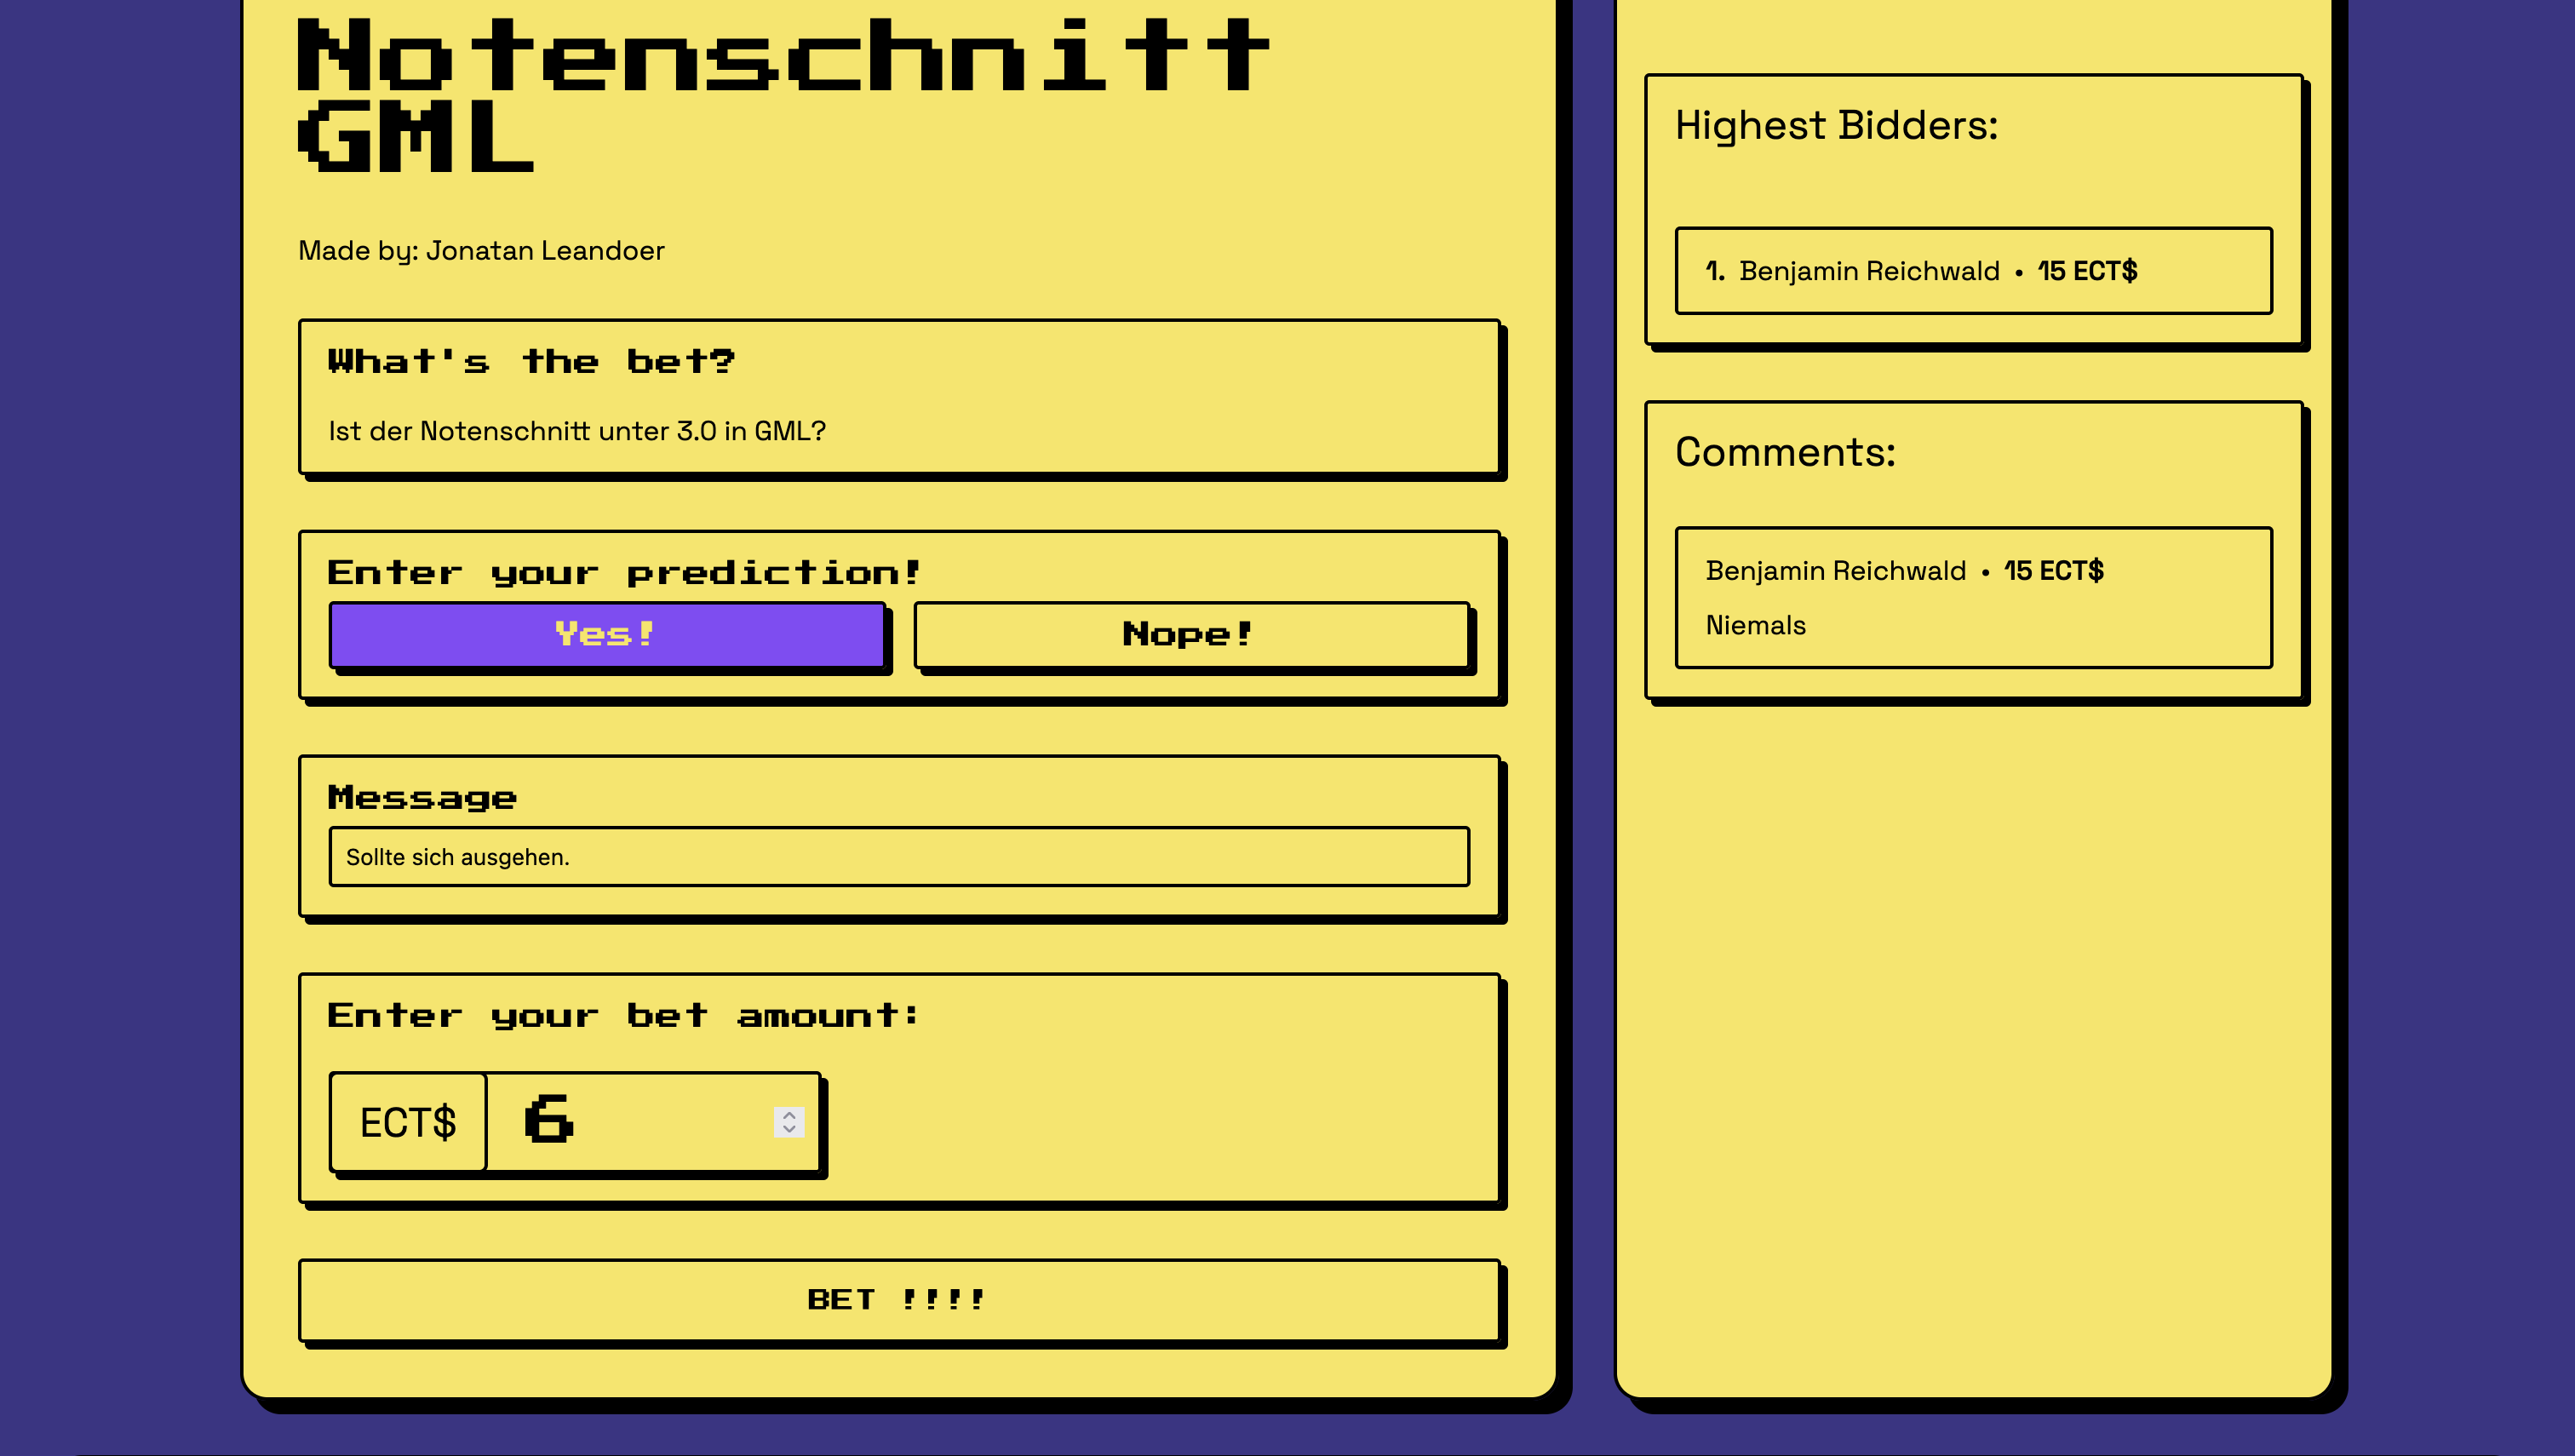 Notenschnitt
GML
Made by: Jonatan Leandoer
What's the bet?
Ist der Notenschnitt unter 3.0 in GML?
Enter your prediction!
Yes!
Nope!
Message
Sollte sich ausgehen.
Enter your bet amount:
ECT$
6
BET !!!!
Highest Bidders:
1. Benjamin Reichwald • 15 ECT$
Comments:
Benjamin Reichwald • 15 ECT$
Niemals